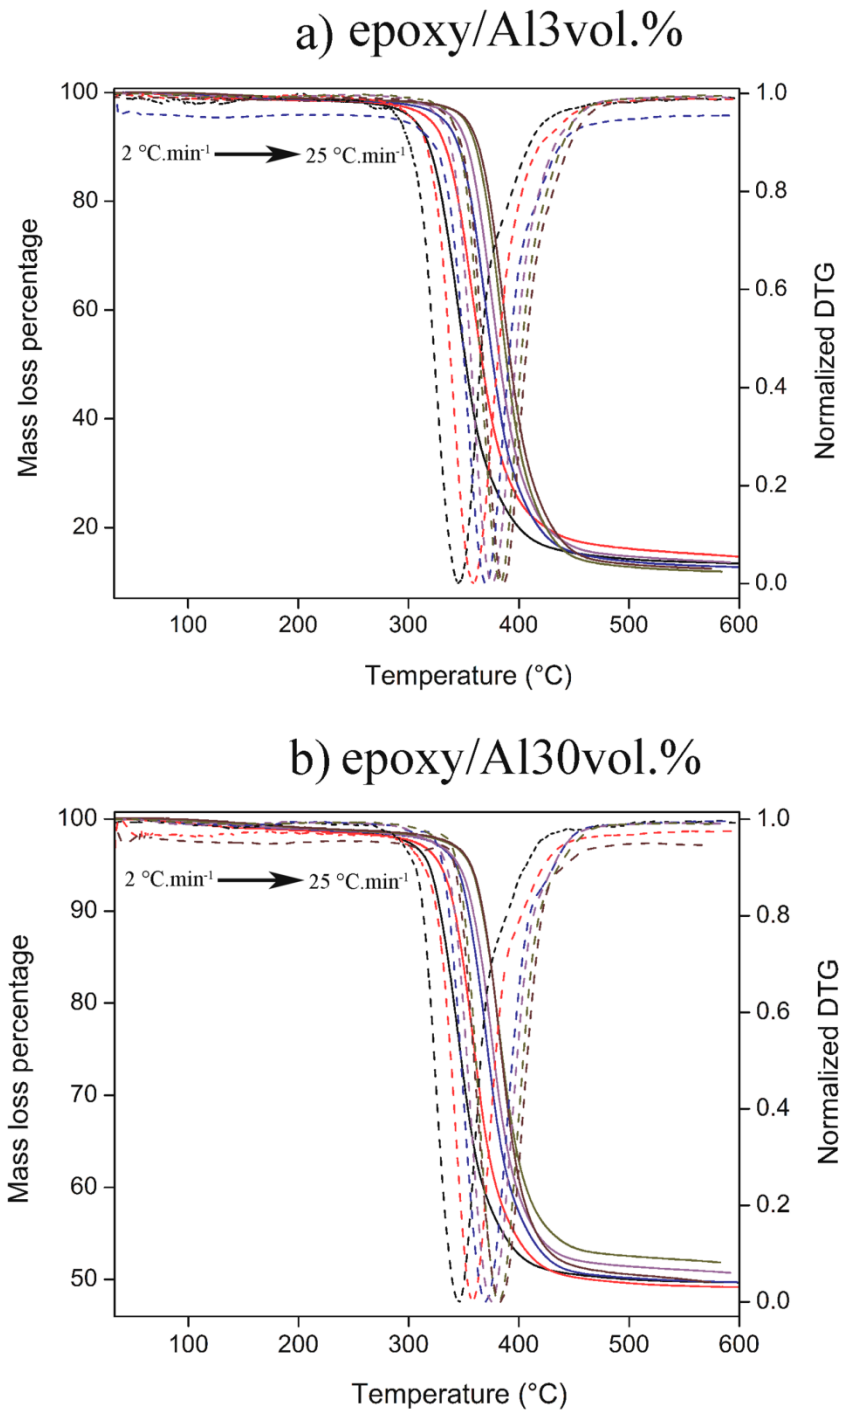 a) epoxy/Al3vol.%
100
80
60
40
20
Mass loss percentage
2 °C.min-1
25 °C.min-1
1.0
0.8
0.6
0.4
0.2
0.0
Normalized DTG
100 200 300 400 500 600
Temperature (°C)
b) epoxy/Al30vol.%
100
90
80
70
60
50
Mass loss percentage
2 °C.min-1
25 °C.min-1
1.0
0.8
0.6
0.4
0.2
0.0
Normalized DTG
100 200 300 400 500 600
Temperature (°C)